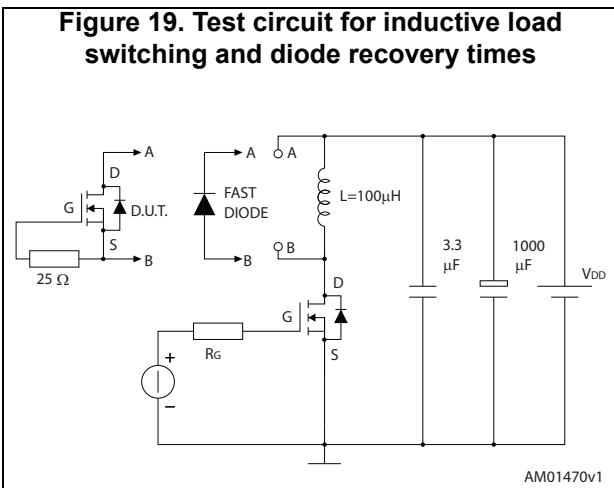 Figure 19. Test circuit for inductive load
switching and diode recovery times
A
D
G
D.U.T.
S
B
25 Ω
A
FAST
DIODE
B
A
L=100μH
B
D
G
S
RG
+
–
3.3
μF
1000
μF
VDD
AM01470v1